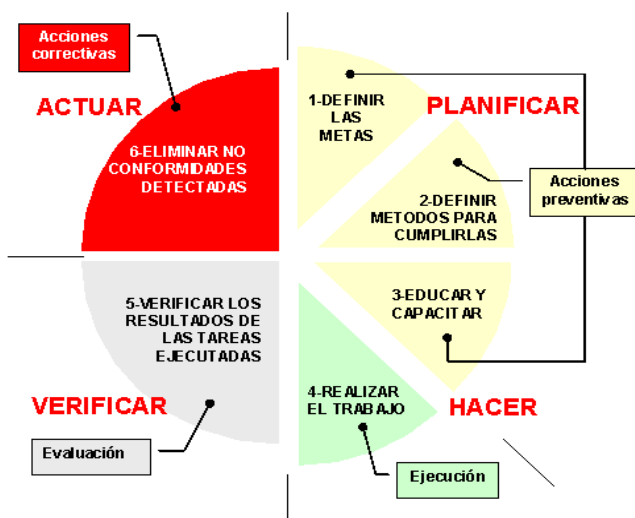 Acciones
correctivas
ACTUAR
6-ELIMINAR NO
CONFORMIDADES
DETECTADAS
1-DEFINIR
LAS
METAS
PLANIFICAR
2-DEFINIR
METODOS PARA
CUMPLIRLAS
Acciones
preventivas
3-EDUCAR Y
CAPACITAR
4-REALIZAR
EL TRABAJO
HACER
Ejecución
5-VERIFICAR LOS
RESULTADOS DE
LAS TAREAS
EJECUTADAS
VERIFICAR
Evaluación